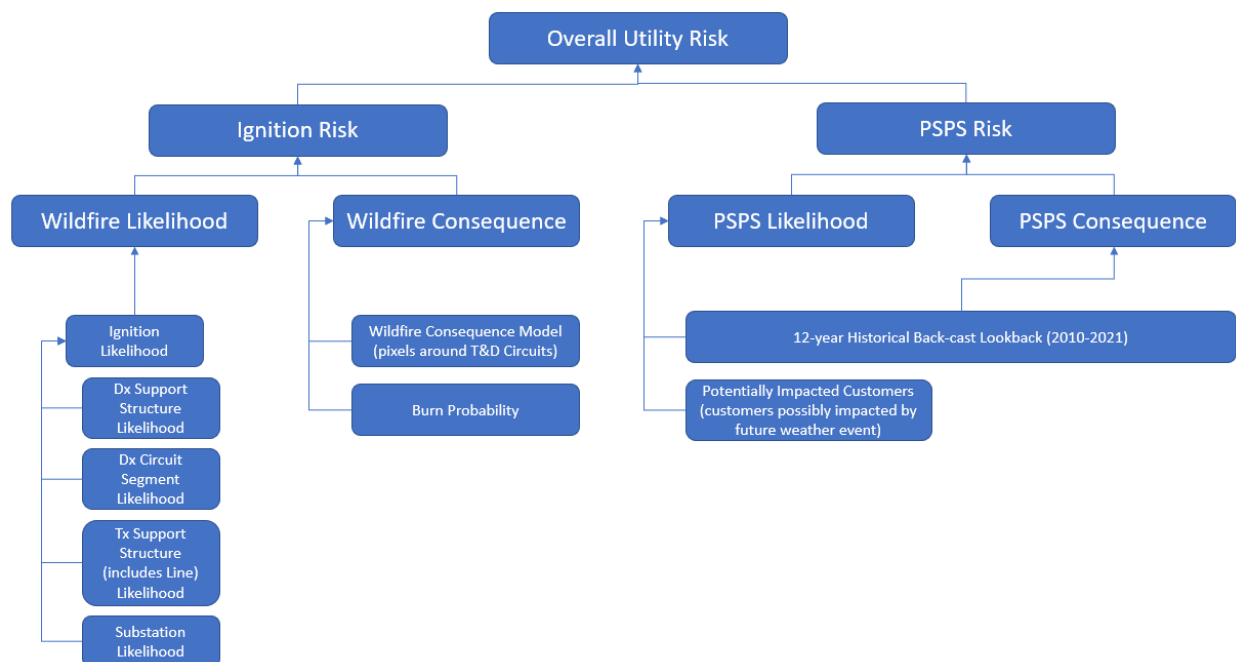 Overall Utility Risk
Ignition Risk
PSPS Risk
Wildfire Likelihood
Wildfire Consequence
PSPS Likelihood
PSPS Consequence
Ignition
Likelihood
Wildfire Consequence Model
(pixels around T&D Circuits)
12-year Historical Back-cast Lookback (2010-2021)
Dx Support
Structure
Likelihood
Burn Probability
Potentially Impacted Customers
(customers possibly impacted by
future weather event)
Dx Circuit
Segment
Likelihood
Tx Support
Structure
(includes Line)
Likelihood
Substation
Likelihood